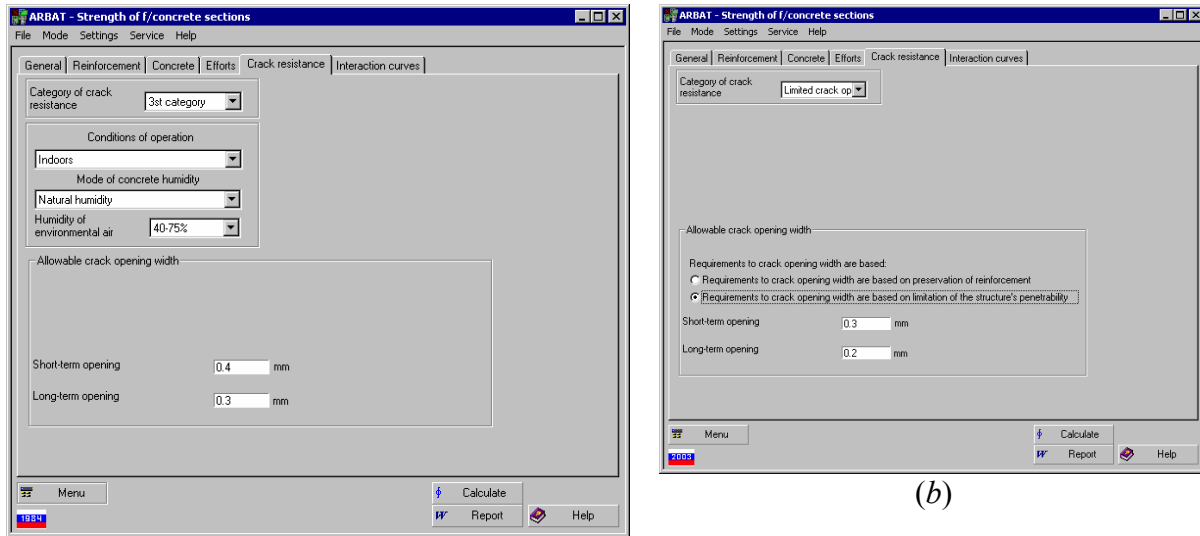 ARBAT - Strength of f/concrete sections
File Mode Settings Service Help
General Reinforcement Concrete Efforts Crack resistance Interaction curves
Category of crack
resistance
3st category
Conditions of operation
Indoors
Mode of concrete humidity
Natural humidity
Humidity of
environmental air
40-75%
Allowable crack opening width
Short-term opening 0.4 mm
Long-term opening 0.3 mm
Menu
Calculate
1984
W Report
Help
ARBAT - Strength of f/concrete sections
File Mode Settings Service Help
General Reinforcement Concrete Efforts Crack resistance Interaction curves
Category of crack
resistance
Limited crack op
Allowable crack opening width
Requirements to crack opening width are based:
Requirements to crack opening width are based on preservation of reinforcement
Requirements to crack opening width are based on limitation of the structure's penetrability
Short-term opening 0.3 mm
Long-term opening 0.2 mm
Menu
Calculate
2003
W Report
Help
(b)